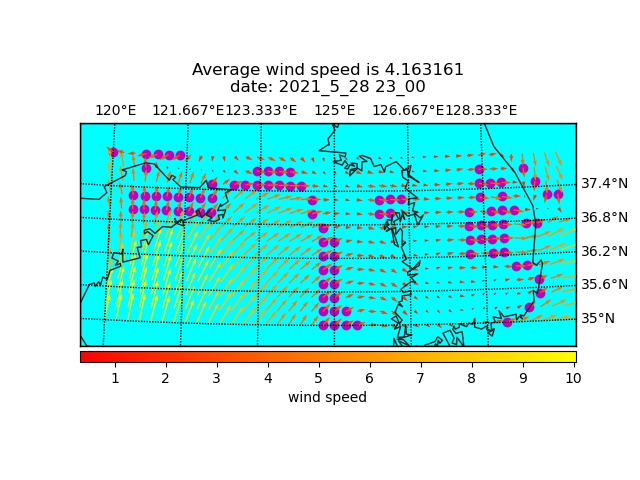 Average wind speed is 4.163161
date: 2021_5_28 23_00
120°E 121.667°E 123.333°E 125°E 126.667°E 128.333°E
37.4°N
36.8°N
36.2°N
35.6°N
35°N
1 2 3 4 5 6 7 8 9 10
wind speed